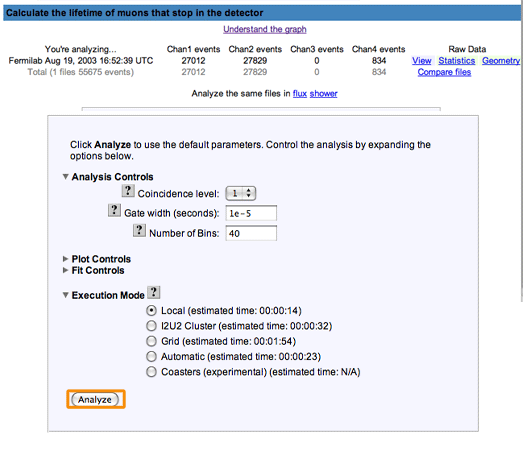 Calculate the lifetime of muons that stop in the detector
Understand the graph
You're analyzing... Chan1 events Chan2 events Chan3 events Chan4 events Raw Data
Fermilab Aug 19, 2003 16:52:39 UTC 27012 27829 0 834 View Statistics Geometry
Total (1 files 55675 events) 27012 27829 0 834 Compare files
Analyze the same files in flux shower
Click Analyze to use the default parameters. Control the analysis by expanding the
options below.
▼ Analysis Controls
? Coincidence level: 1
? Gate width (seconds): 1e-5
? Number of Bins: 40
▶ Plot Controls
▶ Fit Controls
▼ Execution Mode ?
Local (estimated time: 00:00:14)
I2U2 Cluster (estimated time: 00:00:32)
Grid (estimated time: 00:01:54)
Automatic (estimated time: 00:00:23)
Coasters (experimental) (estimated time: N/A)
Analyze